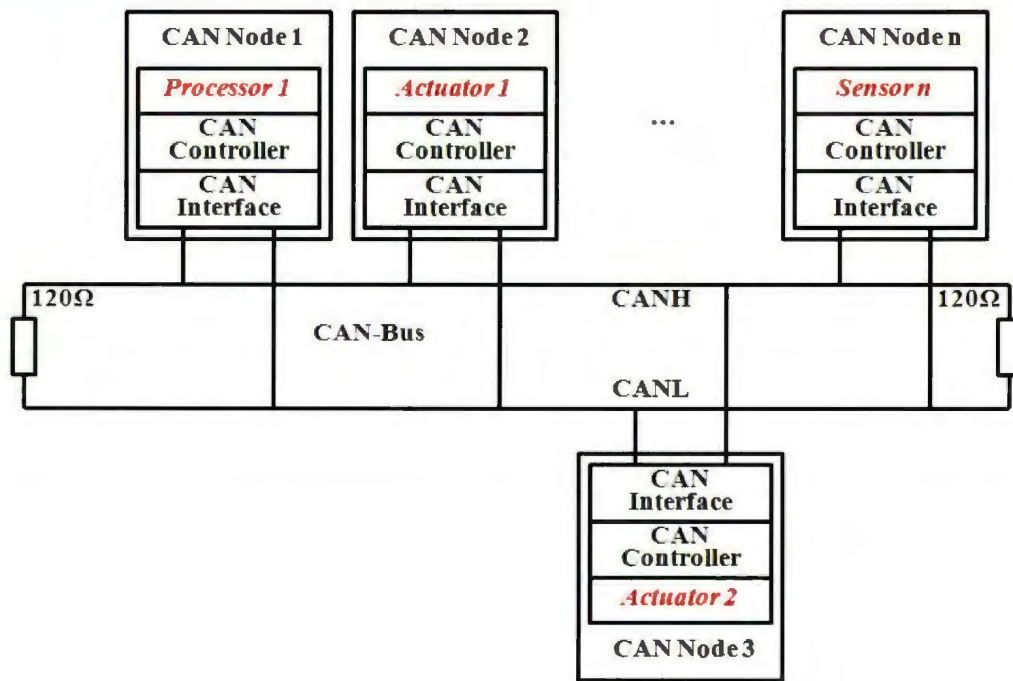 CAN Node 1
Processor 1
CAN
Controller
CAN
Interface
CAN Node 2
Actuator 1
CAN
Controller
CAN
Interface
...
CAN Node n
Sensor n
CAN
Controller
CAN
Interface
120Ω
CANH
120Ω
CAN-Bus
CANL
CAN
Interface
CAN
Controller
Actuator 2
CAN Node 3